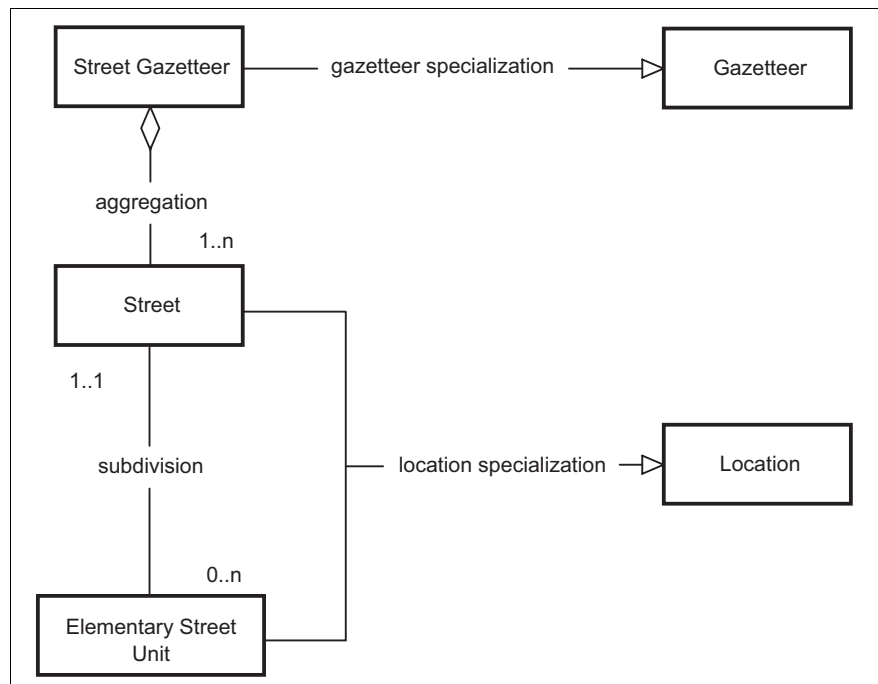 Street Gazetteer
gazetteer specialization
Gazetteer
aggregation
1..n
Street
1..1
subdivision
location specialization
Location
0..n
Elementary Street
Unit